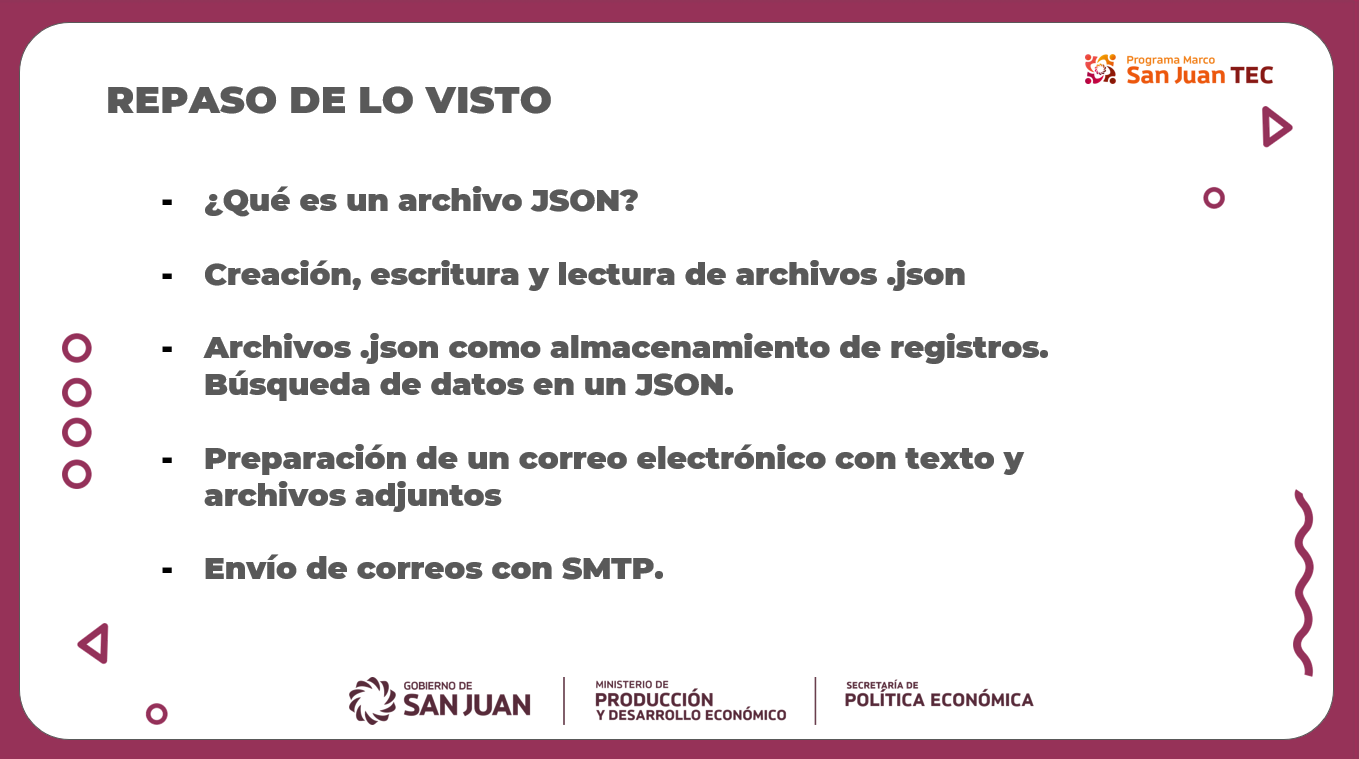 Programa Marco
San Juan TEC
REPASO DE LO VISTO
- ¿Qué es un archivo JSON?
- Creación, escritura y lectura de archivos .json
- Archivos .json como almacenamiento de registros.
Búsqueda de datos en un JSON.
- Preparación de un correo electrónico con texto y
archivos adjuntos
- Envío de correos con SMTP.
GOBIERNO DE
SAN JUAN
MINISTERIO DE
PRODUCCIÓN
Y DESARROLLO ECONÓMICO
SECRETARÍA DE
POLÍTICA ECONÓMICA